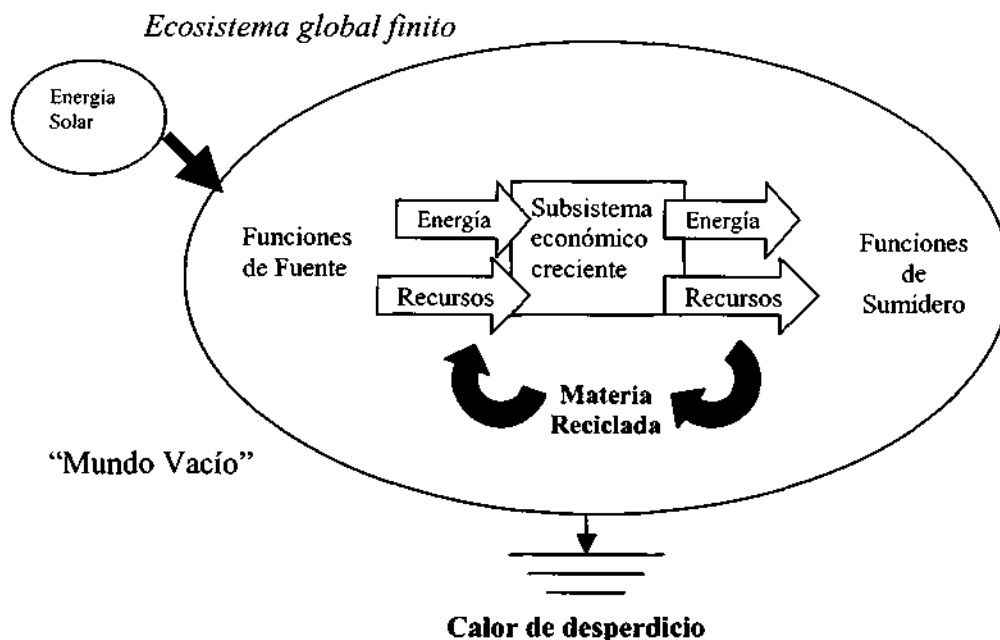 Ecosistema global finito
Energía
Solar
Funciones
de Fuente
Energía
Recursos
Subsistema
económico
creciente
Energía
Recursos
Funciones
de
Sumidero
Materia
Reciclada
“Mundo Vacío”
Calor de desperdicio